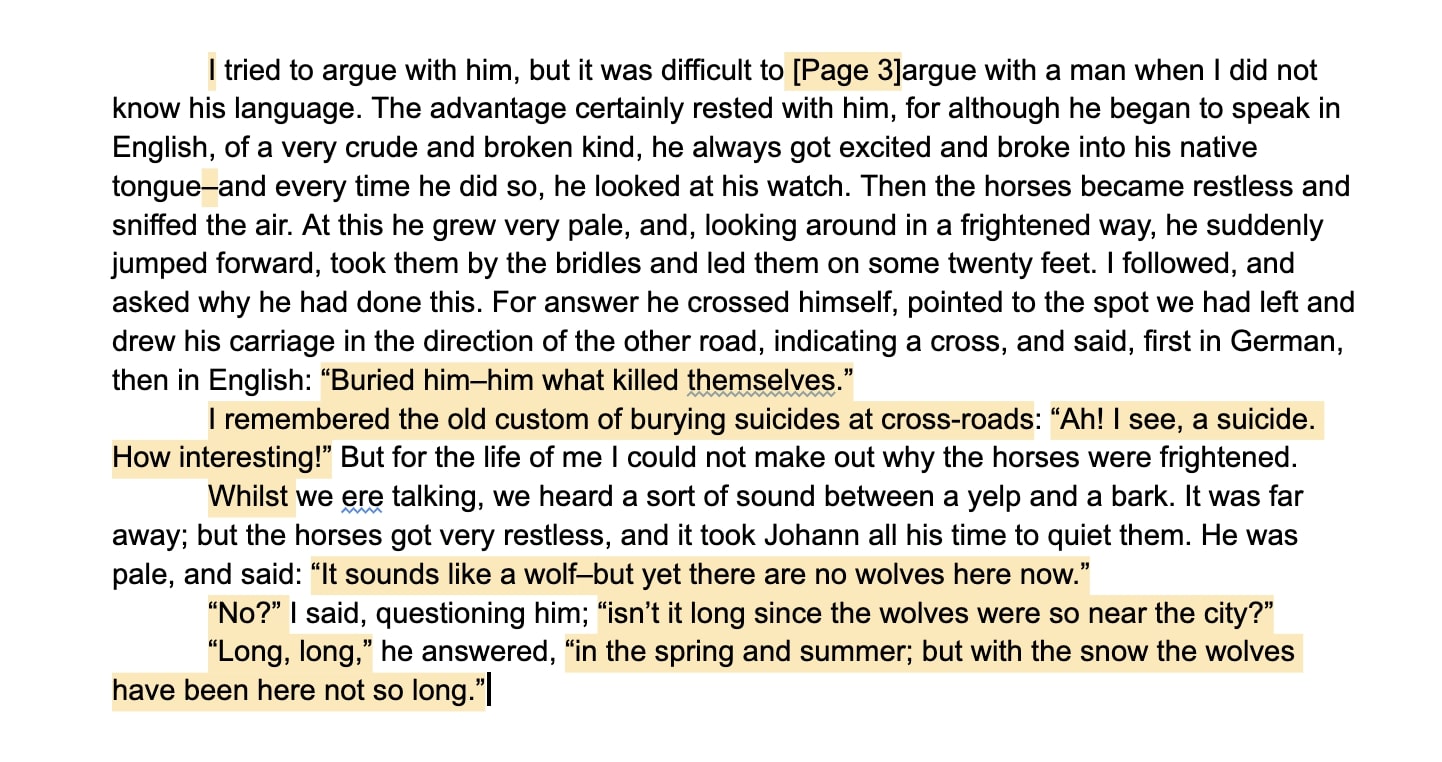 I tried to argue with him, but it was difficult to [Page 3]argue with a man when I did not
know his language. The advantage certainly rested with him, for although he began to speak in
English, of a very crude and broken kind, he always got excited and broke into his native
tongue–and every time he did so, he looked at his watch. Then the horses became restless and
sniffed the air. At this he grew very pale, and, looking around in a frightened way, he suddenly
jumped forward, took them by the bridles and led them on some twenty feet. I followed, and
asked why he had done this. For answer he crossed himself, pointed to the spot we had left and
drew his carriage in the direction of the other road, indicating a cross, and said, first in German,
then in English: “Buried him–him what killed themselves.”
I remembered the old custom of burying suicides at cross-roads: “Ah! I see, a suicide.
How interesting!” But for the life of me I could not make out why the horses were frightened.
Whilst we ere talking, we heard a sort of sound between a yelp and a bark. It was far
away; but the horses got very restless, and it took Johann all his time to quiet them. He was
pale, and said: “It sounds like a wolf–but yet there are no wolves here now.”
“No?” I said, questioning him; “isn’t it long since the wolves were so near the city?”
“Long, long,” he answered, “in the spring and summer; but with the snow the wolves
have been here not so long.”